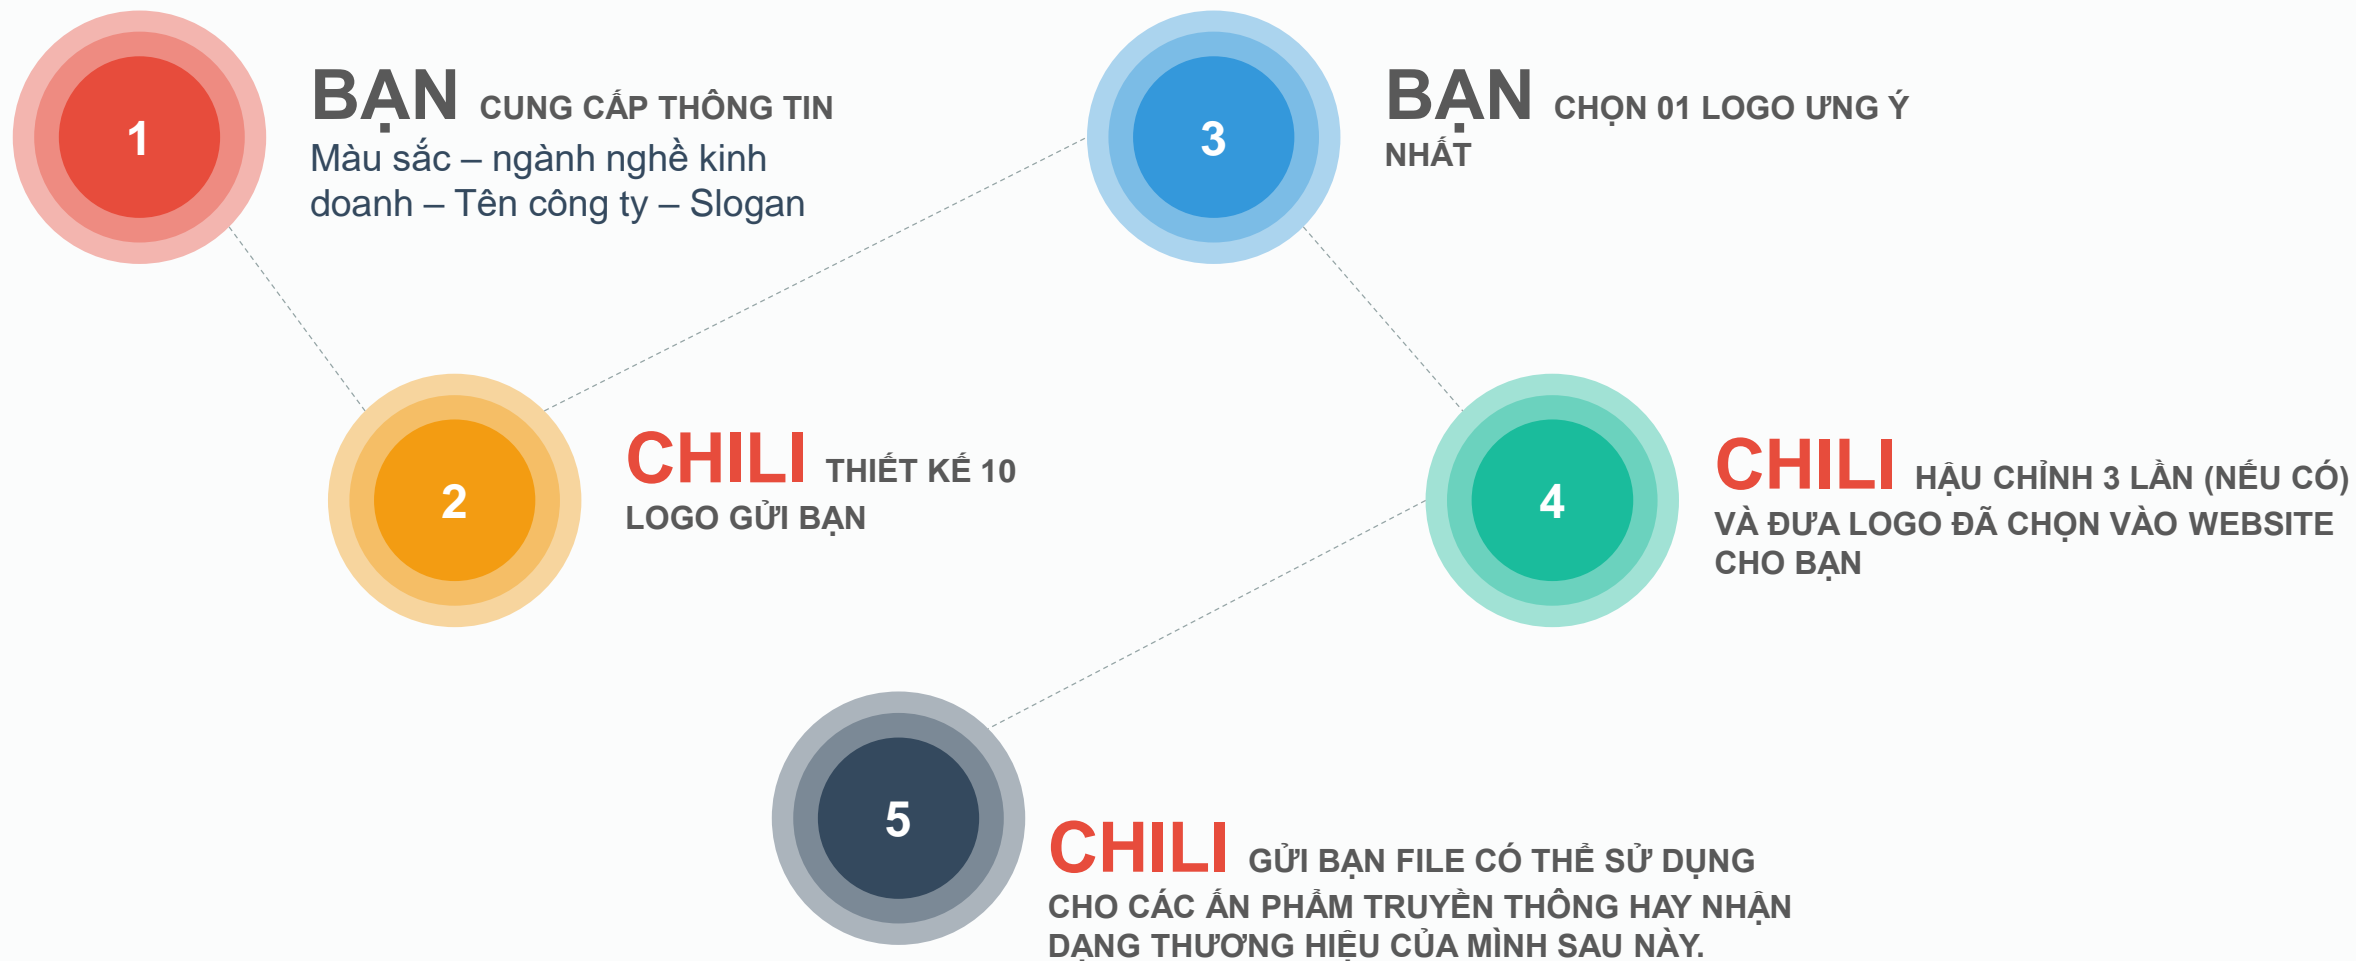 1
BẠN CUNG CẤP THÔNG TIN
Màu sắc – ngành nghề kinh
doanh – Tên công ty – Slogan
2
CHILI THIẾT KẾ 10
LOGO GỬI BẠN
3
BẠN CHỌN 01 LOGO ƯNG Ý
NHẤT
4
CHILI HẬU CHỈNH 3 LẦN (NẾU CÓ)
VÀ ĐƯA LOGO ĐÃ CHỌN VÀO WEBSITE
CHO BẠN
5
CHILI GỬI BẠN FILE CÓ THỂ SỬ DỤNG
CHO CÁC ẤN PHẨM TRUYỀN THÔNG HAY NHẬN
DẠNG THƯƠNG HIỆU CỦA MÌNH SAU NÀY.